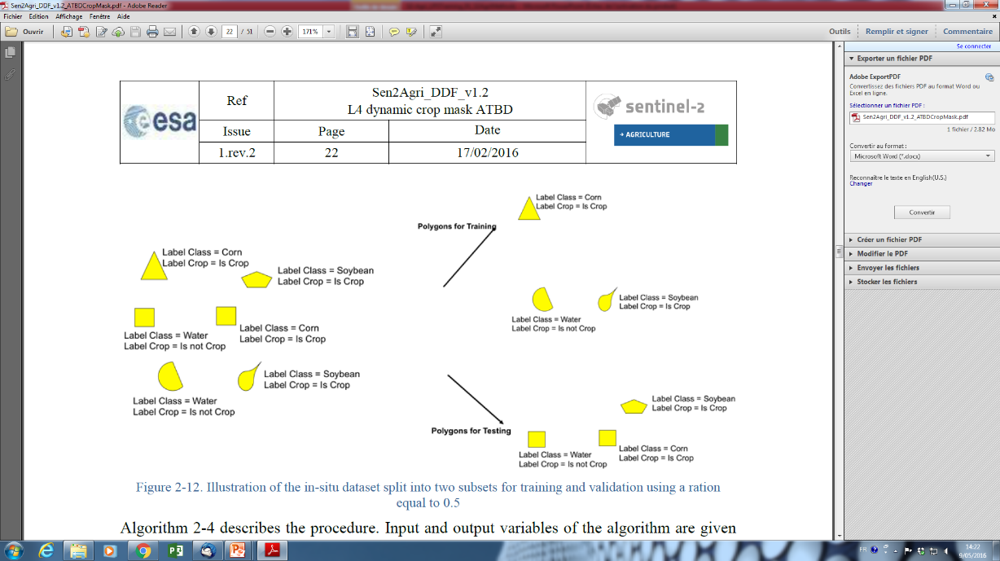 Sen2Agri_DDF_v1.2_ATBDCropMask.pdf - Adobe Reader
Fichier Edition Affichage Fenêtre Aide
Ouvrir 22 / 51 171% Outils Remplir et signer Commentaire
Se connecter
Exporter un fichier PDF
Adobe ExportPDF
Convertissez des fichiers PDF au format Word ou
Excel en ligne.
Sélectionner un fichier PDF :
Sen2Agri_DDF_v1.2_ATBDCropMask.pdf
1 fichier / 2.82 Mo
Convertir au format :
Microsoft Word (*.docx)
Reconnaître le texte en English(U.S.)
Changer
Convertir
Créer un fichier PDF
Modifier le PDF
Envoyer les fichiers
Stocker les fichiers
esa
Ref
Sen2Agri_DDF_v1.2
L4 dynamic crop mask ATBD
sentinel-2
+ AGRICULTURE
Issue Page Date
1.rev.2 22 17/02/2016
Label Class = Corn
Label Crop = Is Crop
Label Class = Soybean
Label Crop = Is Crop
Label Class = Water
Label Crop = Is not Crop
Label Class = Corn
Label Crop = Is Crop
Label Class = Water
Label Crop = Is not Crop
Label Class = Soybean
Label Crop = Is Crop
Polygons for Training
Label Class = Corn
Label Crop = Is Crop
Label Class = Water
Label Crop = Is not Crop
Label Class = Soybean
Label Crop = Is Crop
Polygons for Testing
Label Class = Soybean
Label Crop = Is Crop
Label Class = Water
Label Crop = Is not Crop
Label Class = Corn
Label Crop = Is Crop
Figure 2-12. Illustration of the in-situ dataset split into two subsets for training and validation using a ration
equal to 0.5
Algorithm 2-4 describes the procedure. Input and output variables of the algorithm are given
FR
14:22
9/05/2016